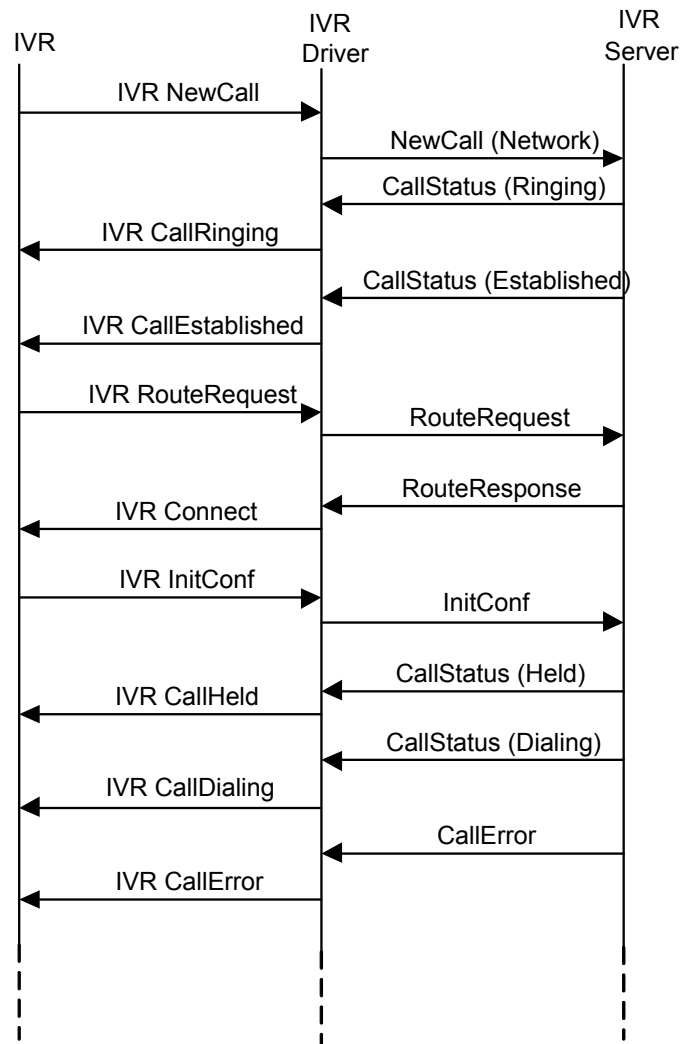 IVR
IVR
Driver
IVR
Server
IVR NewCall
NewCall (Network)
CallStatus (Ringing)
IVR CallRinging
CallStatus (Established)
IVR CallEstablished
IVR RouteRequest
RouteRequest
RouteResponse
IVR Connect
IVR InitConf
InitConf
CallStatus (Held)
IVR CallHeld
CallStatus (Dialing)
IVR CallDialing
CallError
IVR CallError